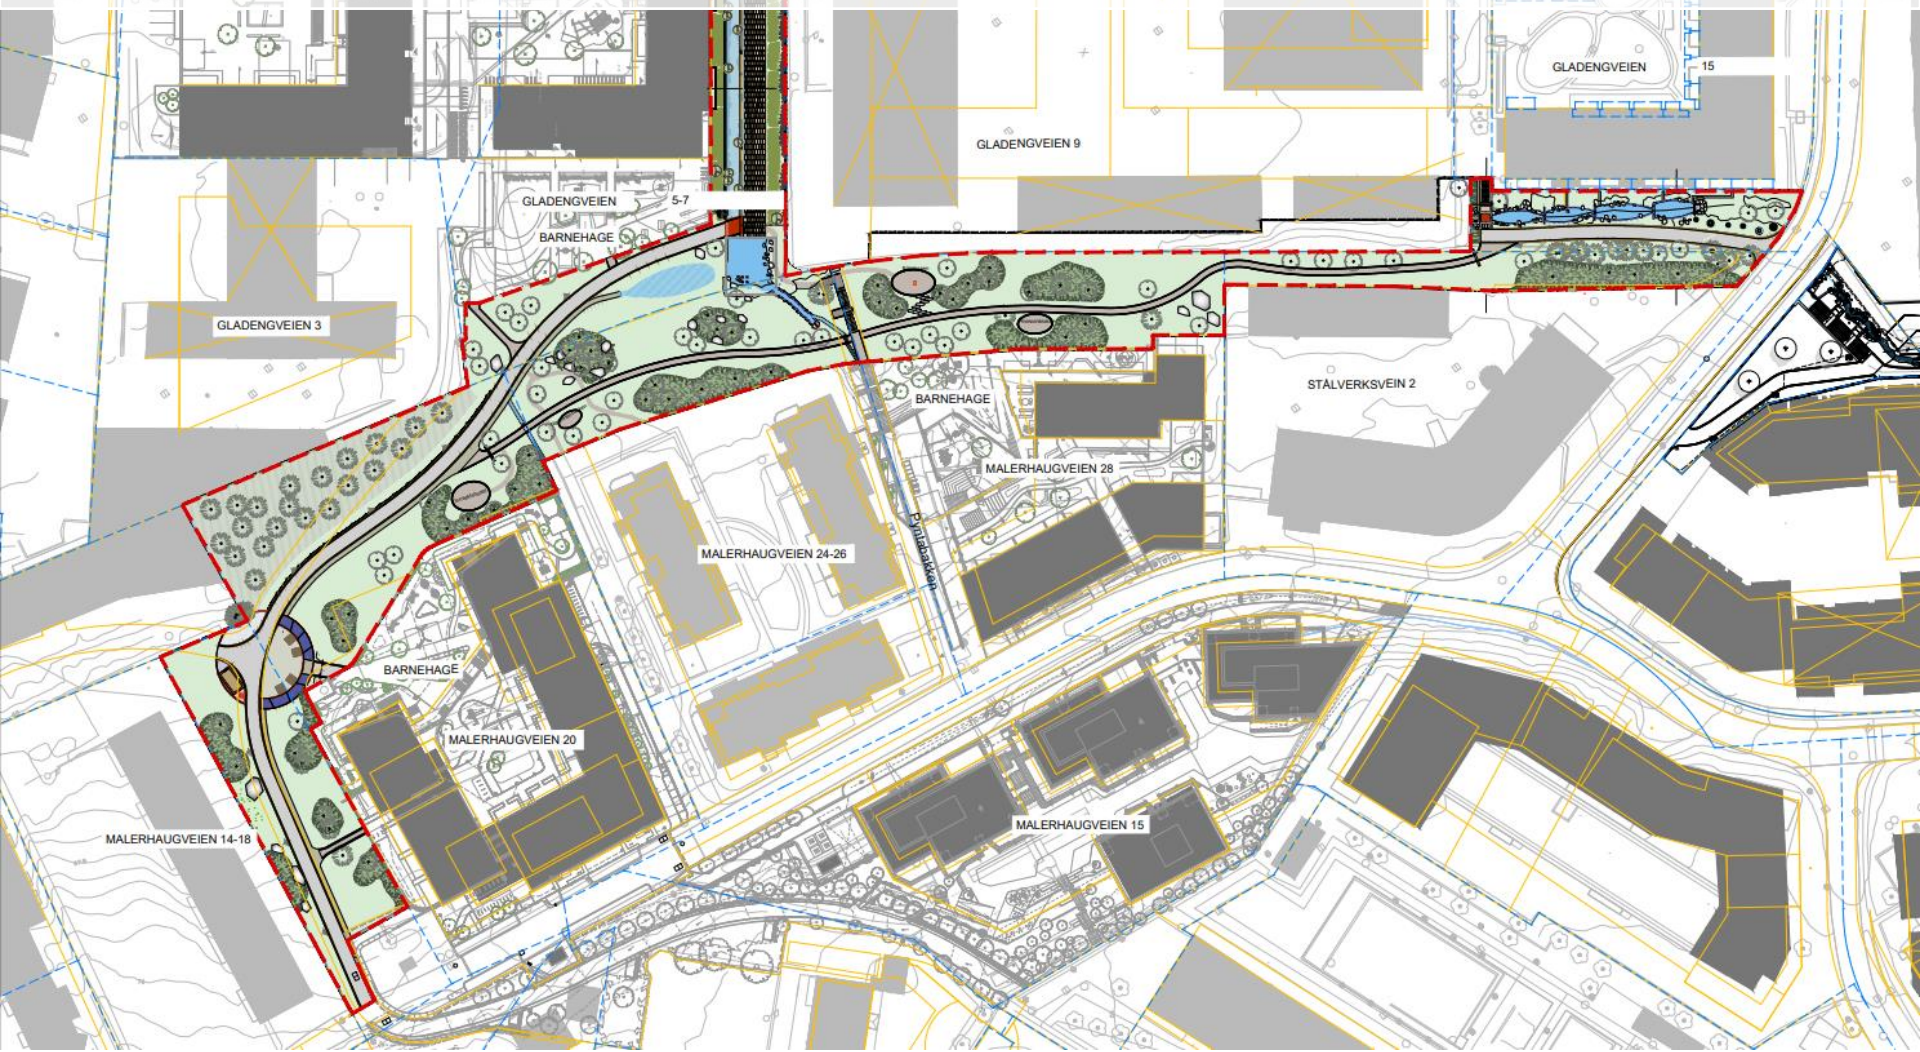 GLADENGVEIEN 15
GLADENGVEIEN 9
GLADENGVEIEN 5-7
BARNEHAGE
GLADENGVEIEN 3
STÅLVERKSVEIN 2
BARNEHAGE
MALERHAUGVEIEN 28
Pyntabakken
MALERHAUGVEIEN 24-26
BARNEHAGE
MALERHAUGVEIEN 20
MALERHAUGVEIEN 15
MALERHAUGVEIEN 14-18